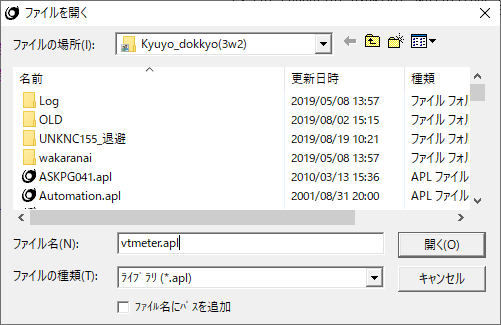 ファイルを開く
ファイルの場所(I):
Kyuyo_dokkyo(3w2)
名前 更新日時 種類
Log 2019/05/08 13:57 ファイル フォル
OLD 2019/08/02 15:15 ファイル フォル
UNKNC155_退避 2019/08/19 10:21 ファイル フォル
wakaranai 2019/05/08 13:57 ファイル フォル
ASKPG041.apl 2010/03/13 15:36 APL ファイル
Automation.apl 2001/08/31 20:00 APL ファイル
ファイル名(N):
vtmeter.apl
開く(O)
ファイルの種類(T):
ﾗｲﾌﾞﾗﾘ (*.apl)
キャンセル
ﾌｧｲﾙ名にﾊﾟｽを追加